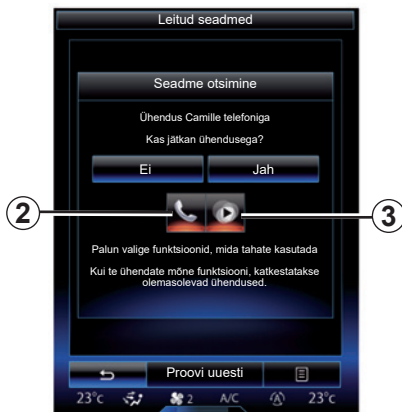 Leitud seadmed
Seadme otsimine
Ühendus Camille telefoniga
Kas jätkan ühendusega?
Ei Jah
2 3
Palun valige funktsioonid, mida tahate kasutada
Kui te ühendate mõne funktsiooni, katkestatakse
olemasolevad ühendused.
Proovi uuesti
23°c 2 A/C A 23°c